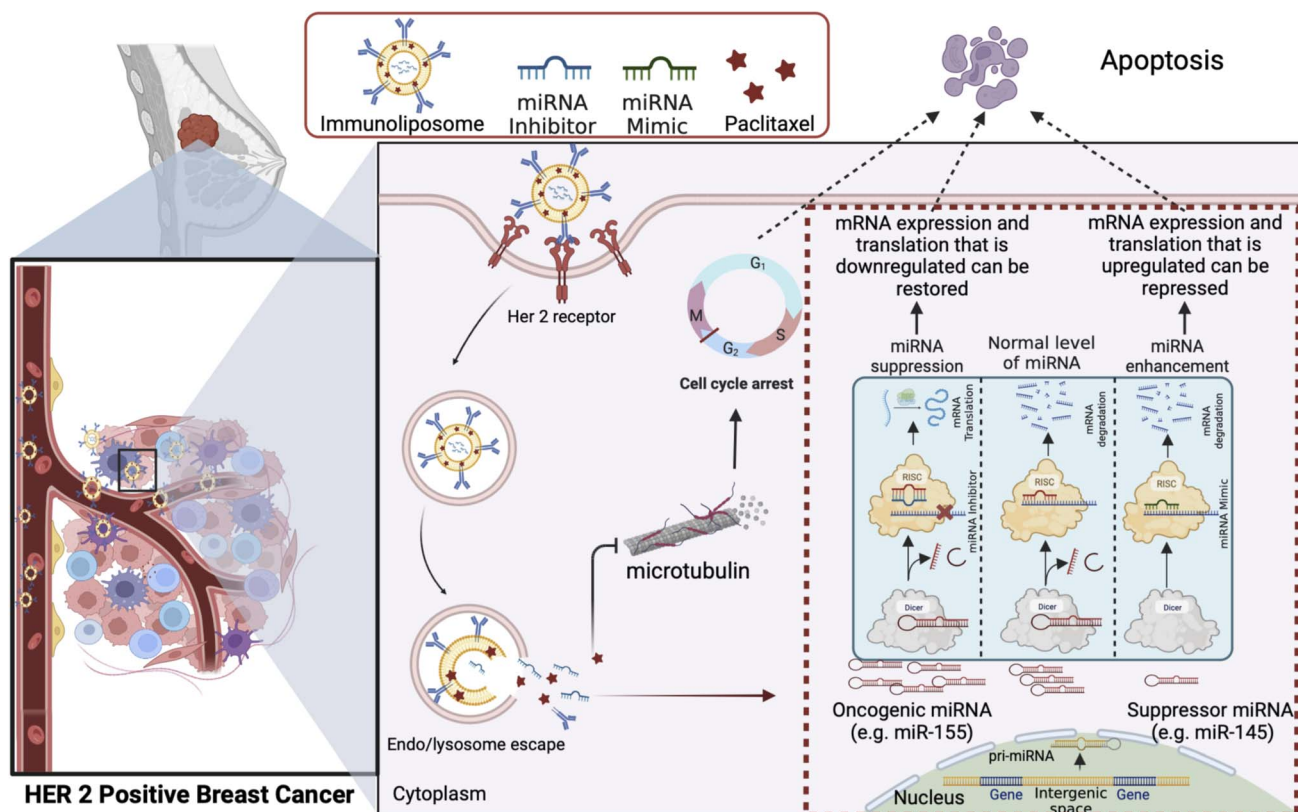 Immunoliposome
miRNA
Inhibitor
miRNA
Mimic
Paclitaxel
Apoptosis
Her 2 receptor
G1
S
G2
M
Cell cycle arrest
microtubulin
Endo/lysosome escape
Cytoplasm
HER 2 Positive Breast Cancer
mRNA expression and
translation that is
downregulated can be
restored
mRNA expression and
translation that is
upregulated can be
repressed
miRNA
suppression
Normal level
of miRNA
miRNA
enhancement
mRNA
Translation
mRNA
degradation
mRNA
degradation
RISC
RISC
RISC
miRNA Inhibitor
miRNA Mimic
Dicer
Dicer
Dicer
Oncogenic miRNA
(e.g. miR-155)
Suppressor miRNA
(e.g. miR-145)
pri-miRNA
Nucleus
Gene
Intergenic
space
Gene